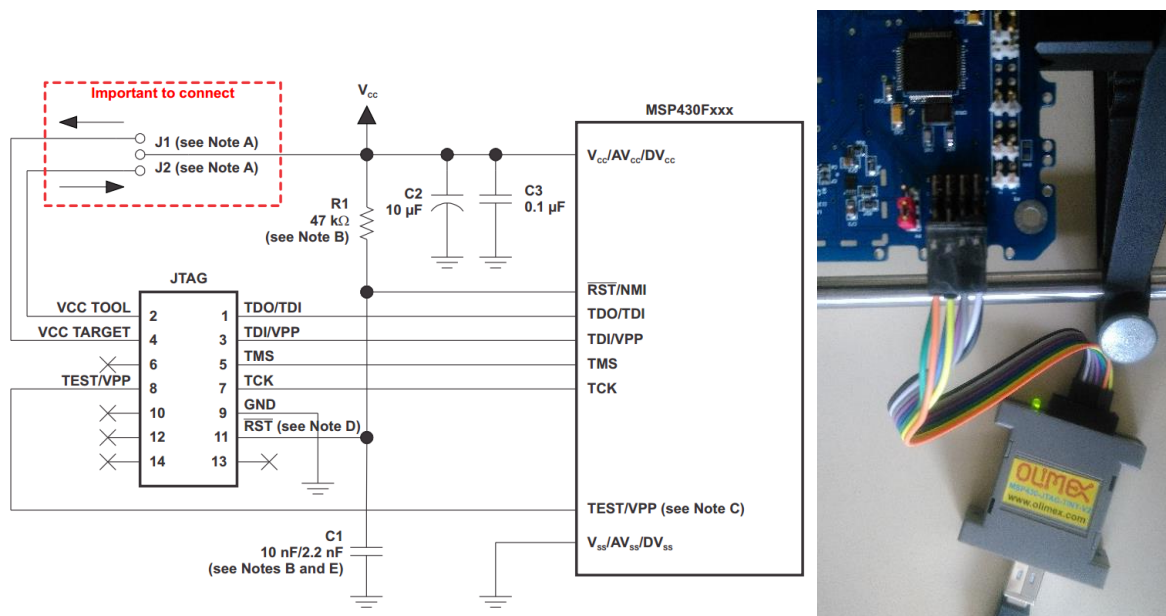 Important to connect
J1 (see Note A)
J2 (see Note A)
VCC
MSP430Fxxx
VCC/AVCC/DVCC
C2
10 µF
C3
0.1 µF
R1
47 kΩ
(see Note B)
JTAG
RST/NMI
VCC TOOL
2
1
TDO/TDI
TDO/TDI
VCC TARGET
4
3
TDI/VPP
TDI/VPP
6
5
TMS
TMS
TEST/VPP
8
7
TCK
TCK
10
9
GND
12
11
RST (see Note D)
14
13
TEST/VPP (see Note C)
C1
10 nF/2.2 nF
(see Notes B and E)
VSS/AVSS/DVSS
OLIMEX
MSP430-JTAG-TINY-V2
www.olimex.com